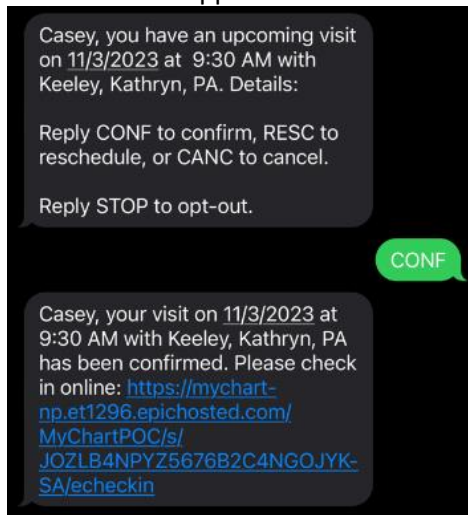 Casey, you have an upcoming visit
on 11/3/2023 at 9:30 AM with
Keeley, Kathryn, PA. Details:
Reply CONF to confirm, RESC to
reschedule, or CANC to cancel.
Reply STOP to opt-out.
CONF
Casey, your visit on 11/3/2023 at
9:30 AM with Keeley, Kathryn, PA
has been confirmed. Please check
in online: https://mychart-
np.et1296.epichosted.com/
MyChartPOC/s/
JOZLB4NPYZ5676B2C4NGOJYK-
SA/echeckin